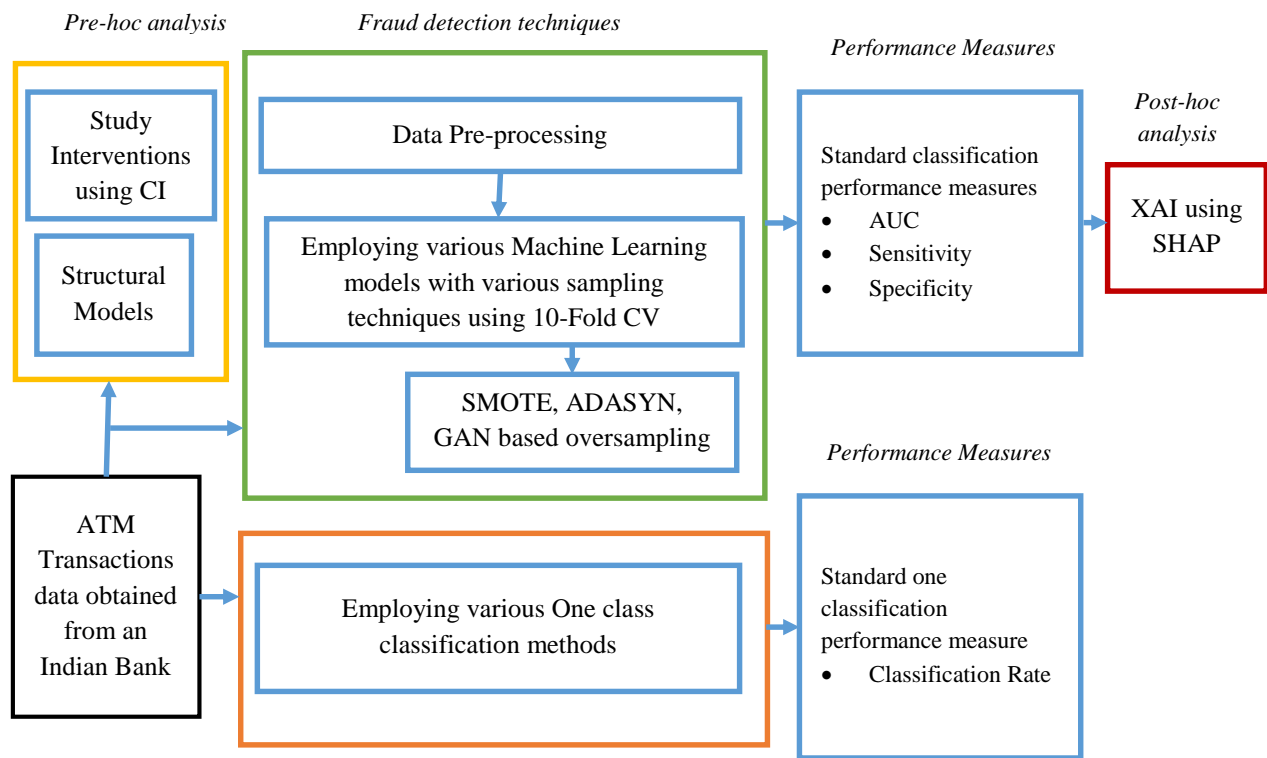 Pre-hoc analysis
Fraud detection techniques
Performance Measures
Post-hoc
analysis
Study
Interventions
using CI
Structural
Models
Data Pre-processing
Employing various Machine Learning
models with various sampling
techniques using 10-Fold CV
SMOTE, ADASYN,
GAN based oversampling
Standard classification
performance measures
• AUC
• Sensitivity
• Specificity
XAI using
SHAP
ATM
Transactions
data obtained
from an
Indian Bank
Employing various One class
classification methods
Performance Measures
Standard one
classification
performance measure
• Classification Rate